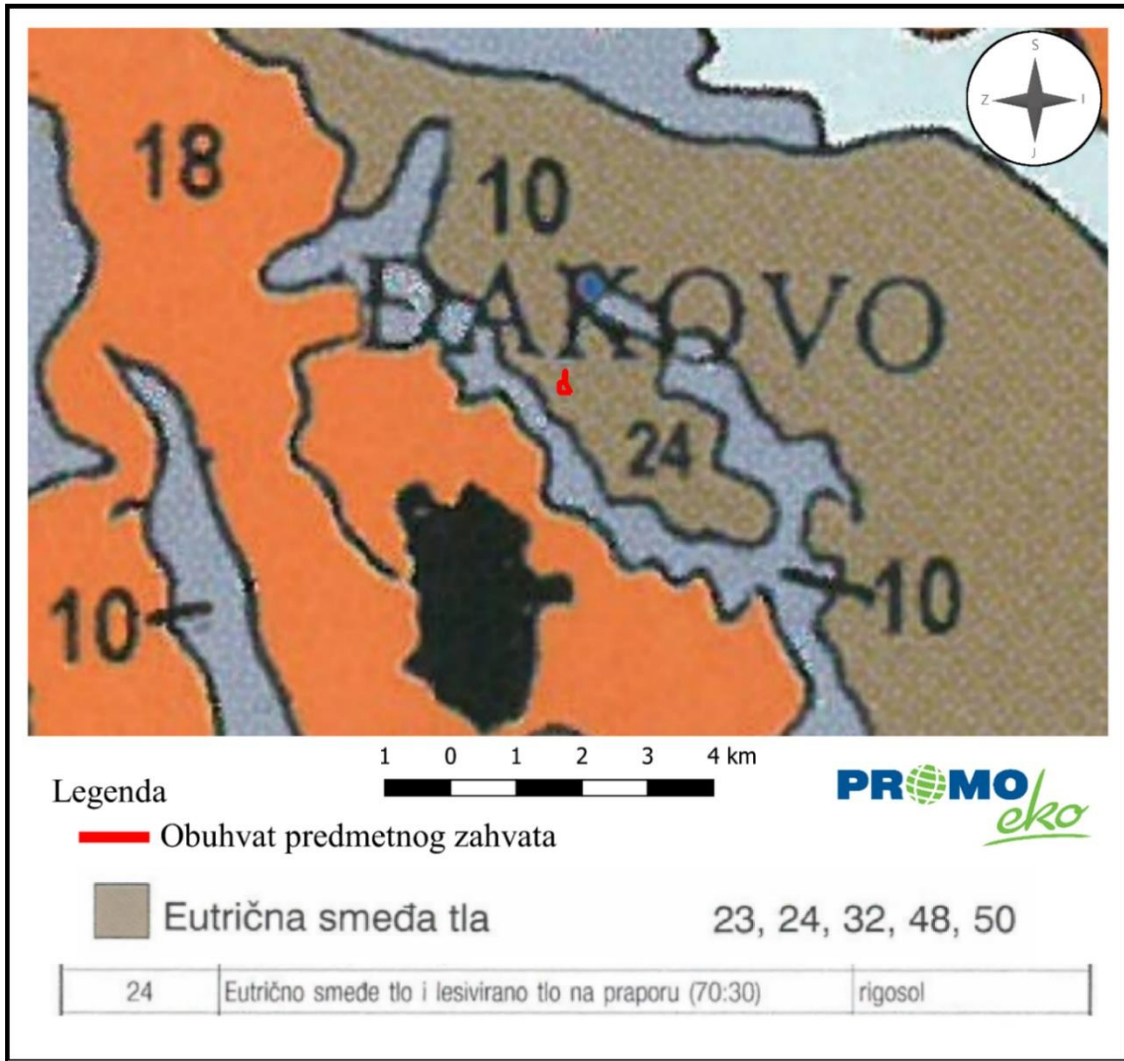 S
Z I
J
18
10
ĐAKOVO
24
10
10
1 0 1 2 3 4 km
Legenda
PROMO
eko
Obuhvat predmetnog zahvata
Eutrična smeđa tla 23, 24, 32, 48, 50
24 Eutrično smeđe tlo i lesivirano tlo na praporu (70:30) rigosol